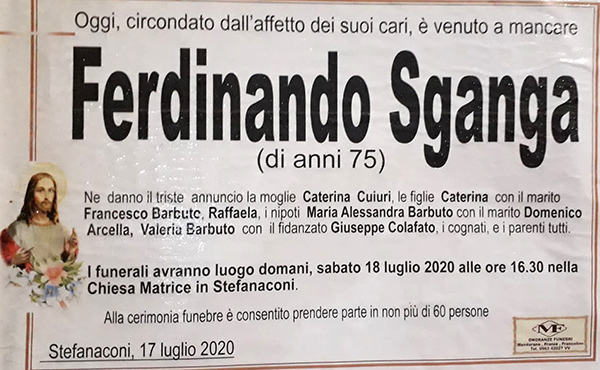 Oggi, circondato dall'affetto dei suoi cari, è venuto a mancare
Ferdinando Sganga
(di anni 75)
Ne danno il triste annuncio la moglie Caterina Cuiuri, le figlie Caterina con il marito
Francesco Barbuto, Raffaela, i nipoti Maria Alessandra Barbuto con il marito Domenico
Arcella, Valeria Barbuto con il fidanzato Giuseppe Colafato, i cognati, e i parenti tutti.
I funerali avranno luogo domani, sabato 18 luglio 2020 alle ore 16.30 nella
Chiesa Matrice in Stefanaconi.
Alla cerimonia funebre è consentito prendere parte in non più di 60 persone
Stefanaconi, 17 luglio 2020
MF
ONORANZE FUNEBRI